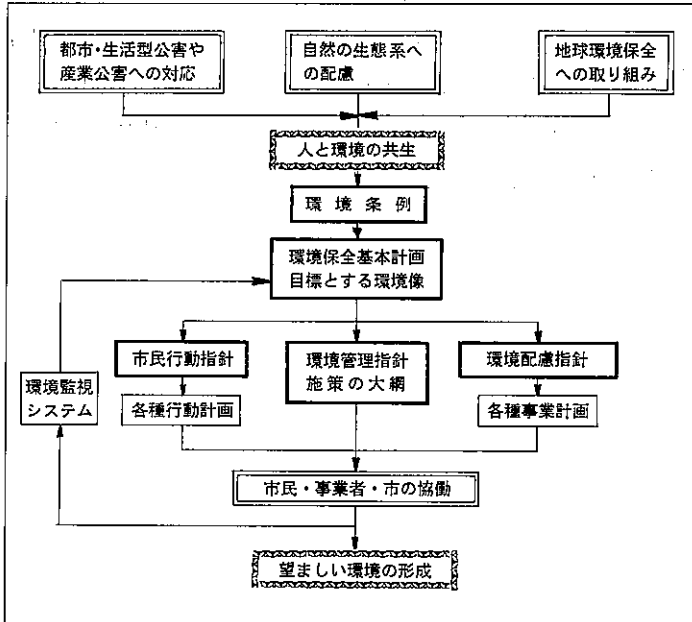 都市・生活型公害や
産業公害への対応
自然の生態系へ
の配慮
地球環境保全
への取り組み
人と環境の共生
環境条例
環境保全基本計画
目標とする環境像
市民行動指針
環境管理指針
施策の大綱
環境配慮指針
環境監視
システム
各種行動計画
各種事業計画
市民・事業者・市の協働
望ましい環境の形成